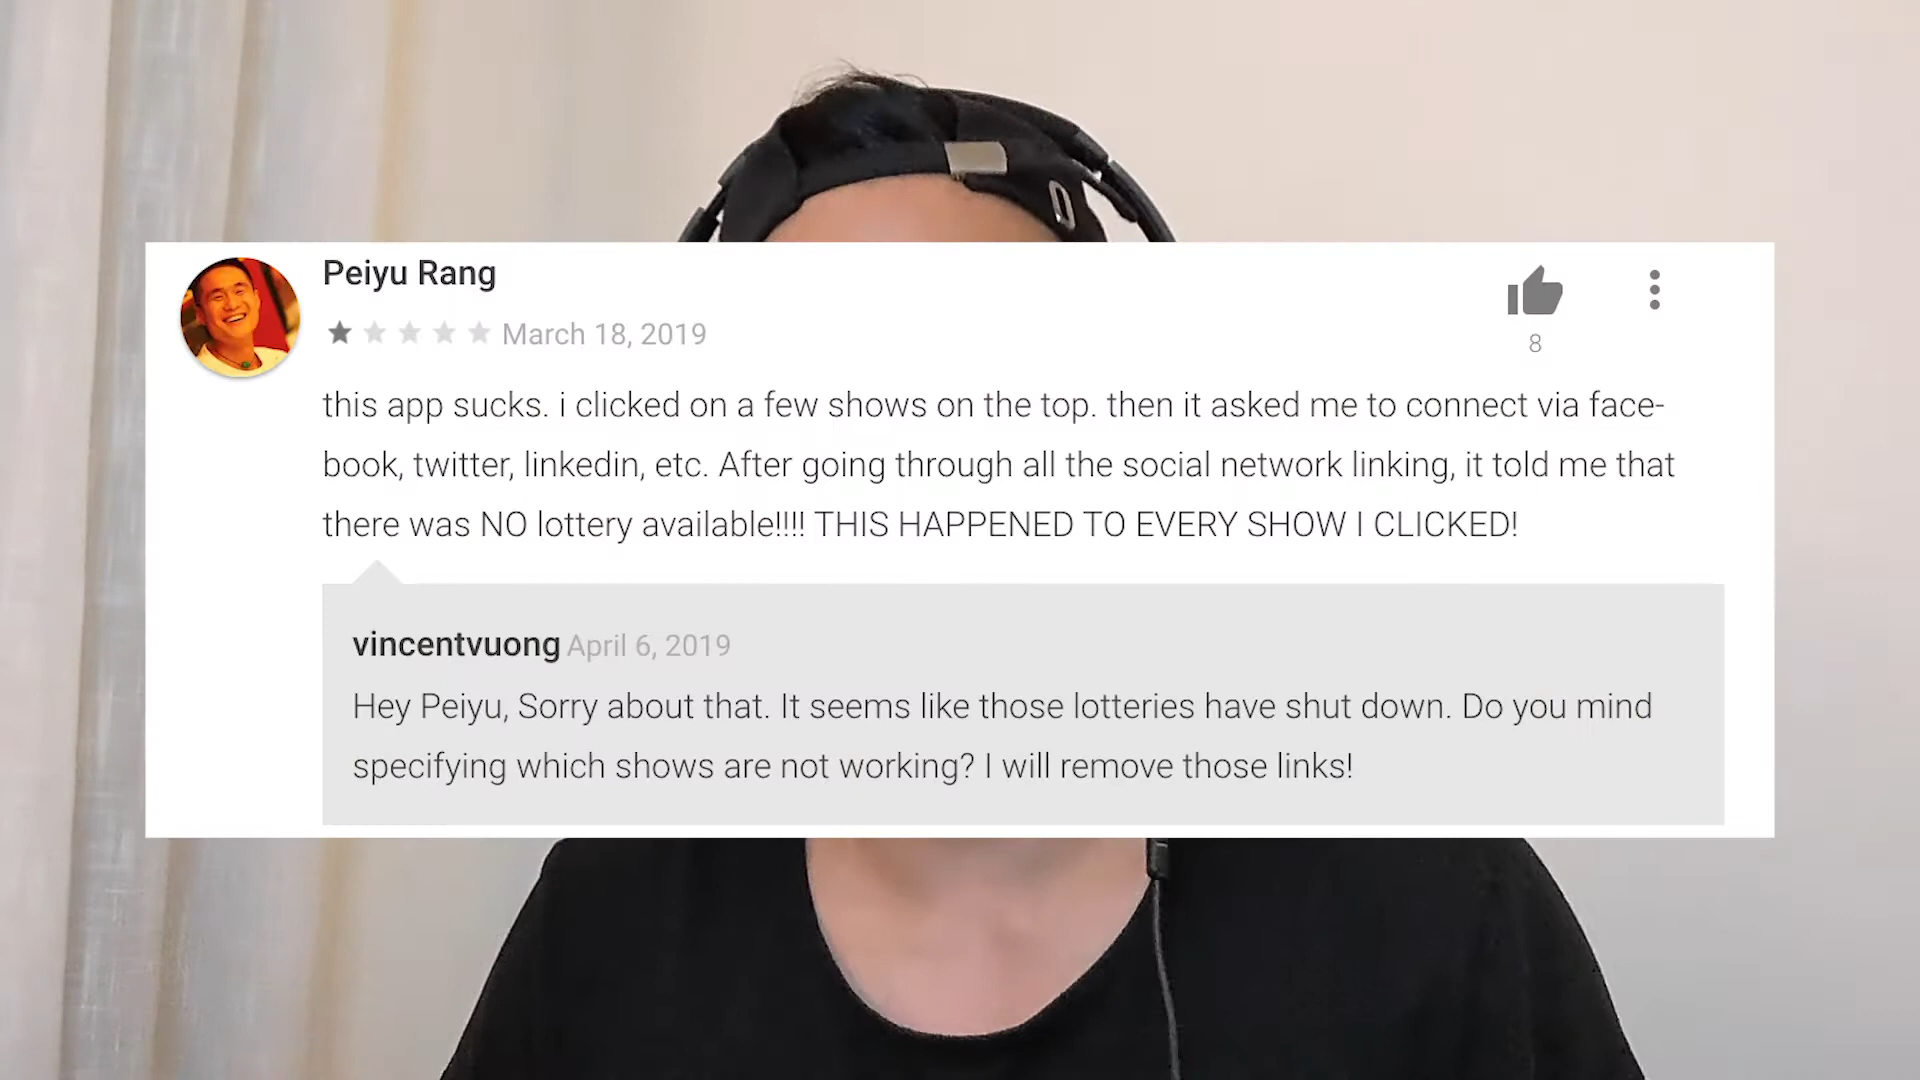 Peiyu Rang
March 18, 2019
8
this app sucks. i clicked on a few shows on the top. then it asked me to connect via face-
book, twitter, linkedin, etc. After going through all the social network linking, it told me that
there was NO lottery available!!!! THIS HAPPENED TO EVERY SHOW I CLICKED!
vincentvuong April 6, 2019
Hey Peiyu, Sorry about that. It seems like those lotteries have shut down. Do you mind
specifying which shows are not working? I will remove those links!